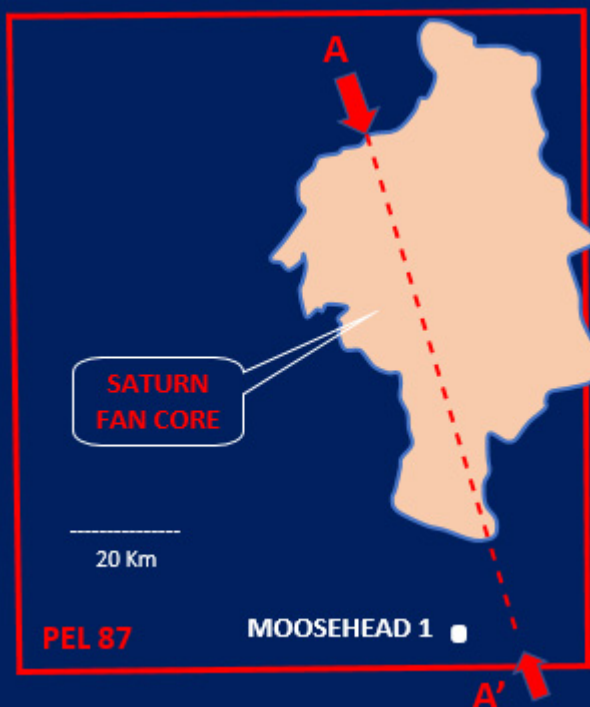 A
SATURN
FAN CORE
20 Km
MOOSEHEAD 1
PEL 87
A’